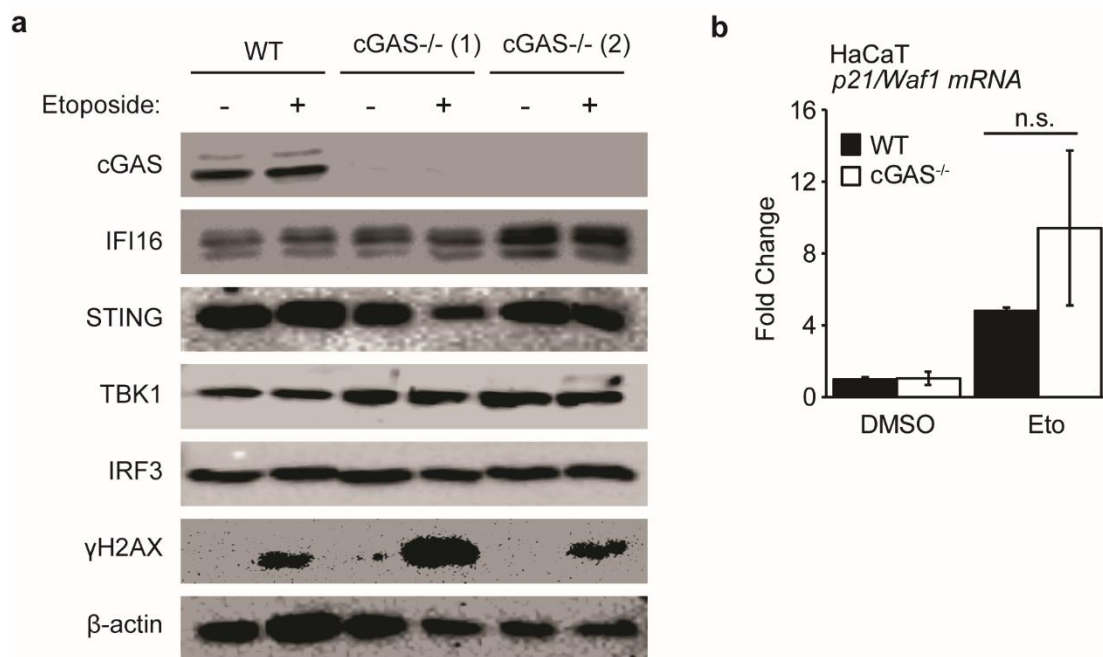 a
WT cGAS-/- (1) cGAS-/- (2)
Etoposide: - + - + - +
cGAS
IFI16
STING
TBK1
IRF3
γH2AX
β-actin
b
HaCaT
p21/Waf1 mRNA
16
12
8
4
0
Fold Change
n.s.
WT
cGAS-/-
DMSO Eto